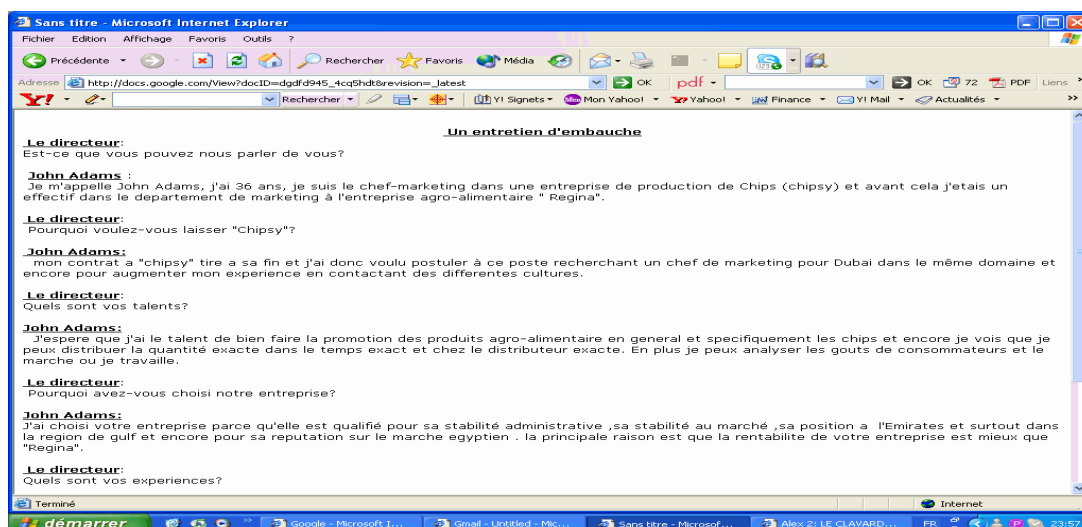 Sans titre - Microsoft Internet Explorer
Fichier Edition Affichage Favoris Outils ?
Précédente Rechercher Favoris Média
Adresse http://docs.google.com/View?docID=dgdfd945_4cq5hdt&revision=_latest OK pdf OK 72 PDF Liens »
Y! Rechercher Y! Signets Mon Yahoo! Yahoo! Finance Y! Mail Actualités »
Un entretien d'embauche
Le directeur:
Est-ce que vous pouvez nous parler de vous?
John Adams :
Je m'appelle John Adams, j'ai 36 ans, je suis le chef-marketing dans une entreprise de production de Chips (chipsy) et avant cela j'etais un
effectif dans le departement de marketing à l'entreprise agro-alimentaire " Regina".
Le directeur:
Pourquoi voulez-vous laisser "Chipsy"?
John Adams:
mon contrat a "chipsy" tire a sa fin et j'ai donc voulu postuler à ce poste recherchant un chef de marketing pour Dubai dans le même domaine et
encore pour augmenter mon experience en contactant des differentes cultures.
Le directeur:
Quels sont vos talents?
John Adams:
J'espere que j'ai le talent de bien faire la promotion des produits agro-alimentaire en general et specifiquement les chips et encore je vois que je
peux distribuer la quantité exacte dans le temps exact et chez le distributeur exacte. En plus je peux analyser les gouts de consommateurs et le
marche ou je travaille.
Le directeur:
Pourquoi avez-vous choisi notre entreprise?
John Adams:
J'ai choisi votre entreprise parce qu'elle est qualifié pour sa stabilité administrative ,sa stabilité au marché ,sa position a l'Emirates et surtout dans
la region de gulf et encore pour sa reputation sur le marche egyptien . la principale raison est que la rentabilite de votre entreprise est mieux que
"Regina".
Le directeur:
Quels sont vos experiences?
Terminé Internet
démarrer » Google - Microsoft I... Gmail - Untitled - Mic... Sans titre - Microsof... Alex 2: LE CLAVARD... FR 23:57